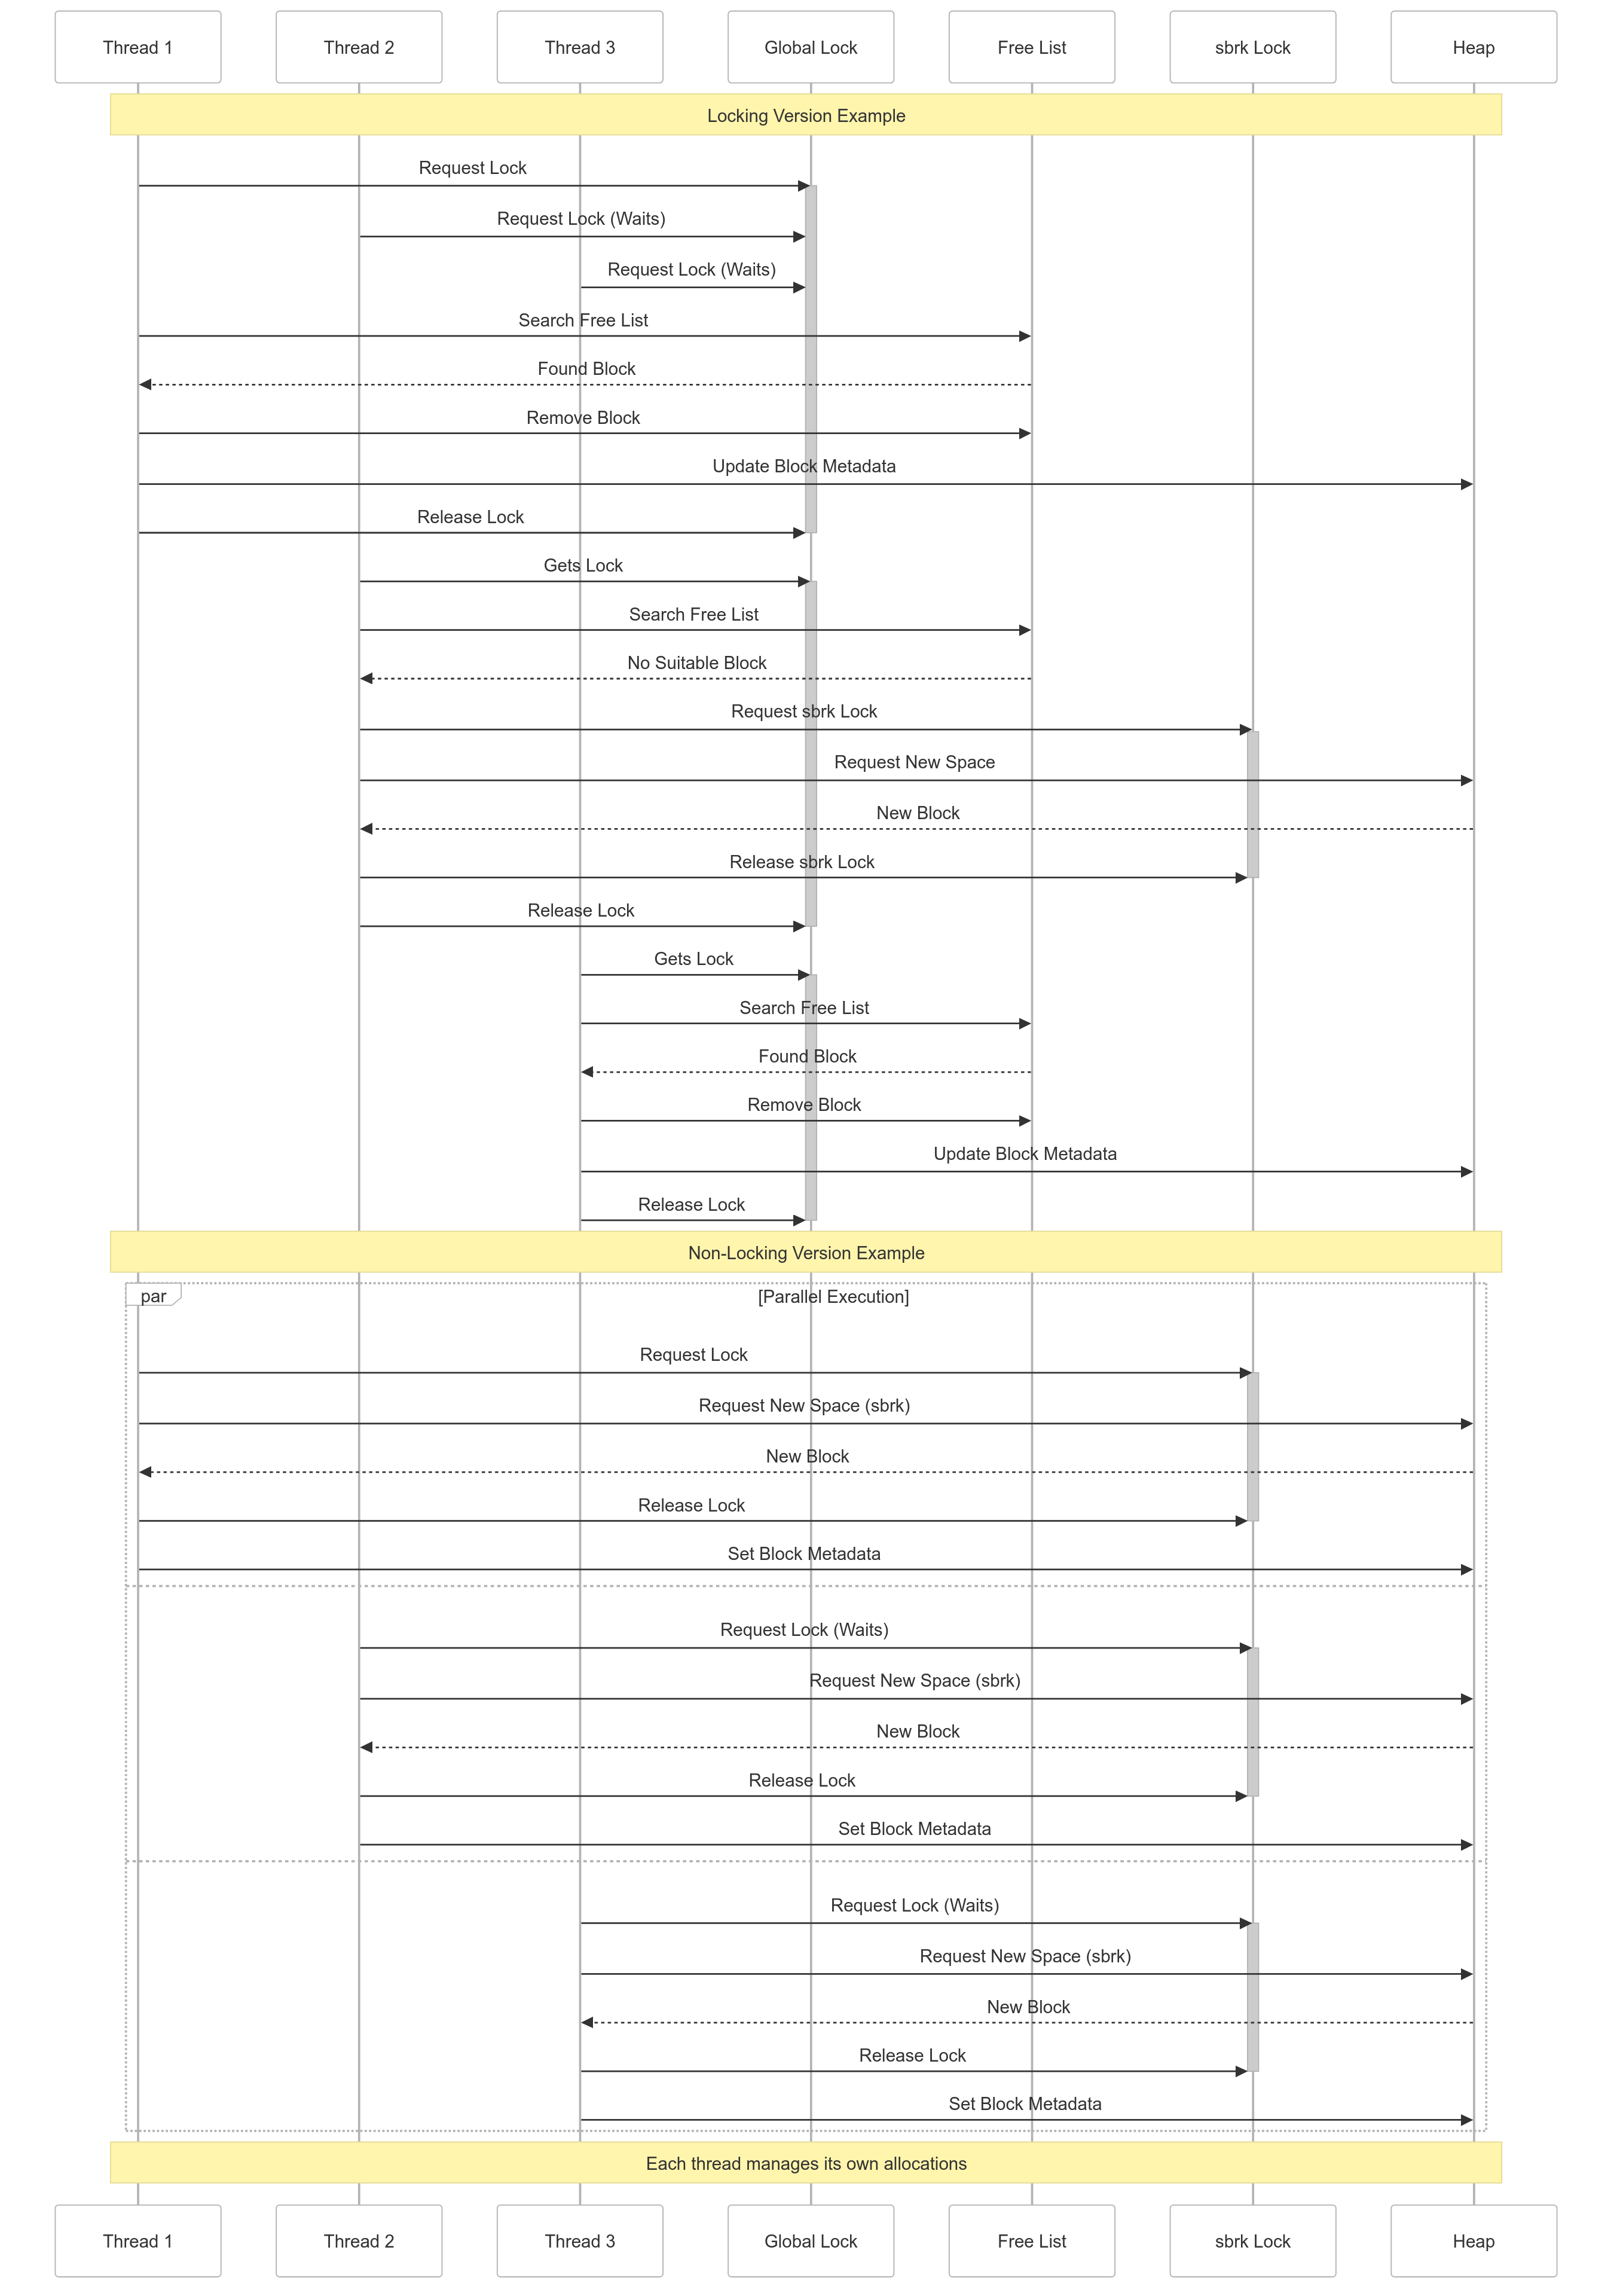 Thread 1
Thread 2
Thread 3
Global Lock
Free List
sbrk Lock
Heap
Locking Version Example
Request Lock
Request Lock (Waits)
Request Lock (Waits)
Search Free List
Found Block
Remove Block
Update Block Metadata
Release Lock
Gets Lock
Search Free List
No Suitable Block
Request sbrk Lock
Request New Space
New Block
Release sbrk Lock
Release Lock
Gets Lock
Search Free List
Found Block
Remove Block
Update Block Metadata
Release Lock
Non-Locking Version Example
par
[Parallel Execution]
Request Lock
Request New Space (sbrk)
New Block
Release Lock
Set Block Metadata
Request Lock (Waits)
Request New Space (sbrk)
New Block
Release Lock
Set Block Metadata
Request Lock (Waits)
Request New Space (sbrk)
New Block
Release Lock
Set Block Metadata
Each thread manages its own allocations
Thread 1
Thread 2
Thread 3
Global Lock
Free List
sbrk Lock
Heap